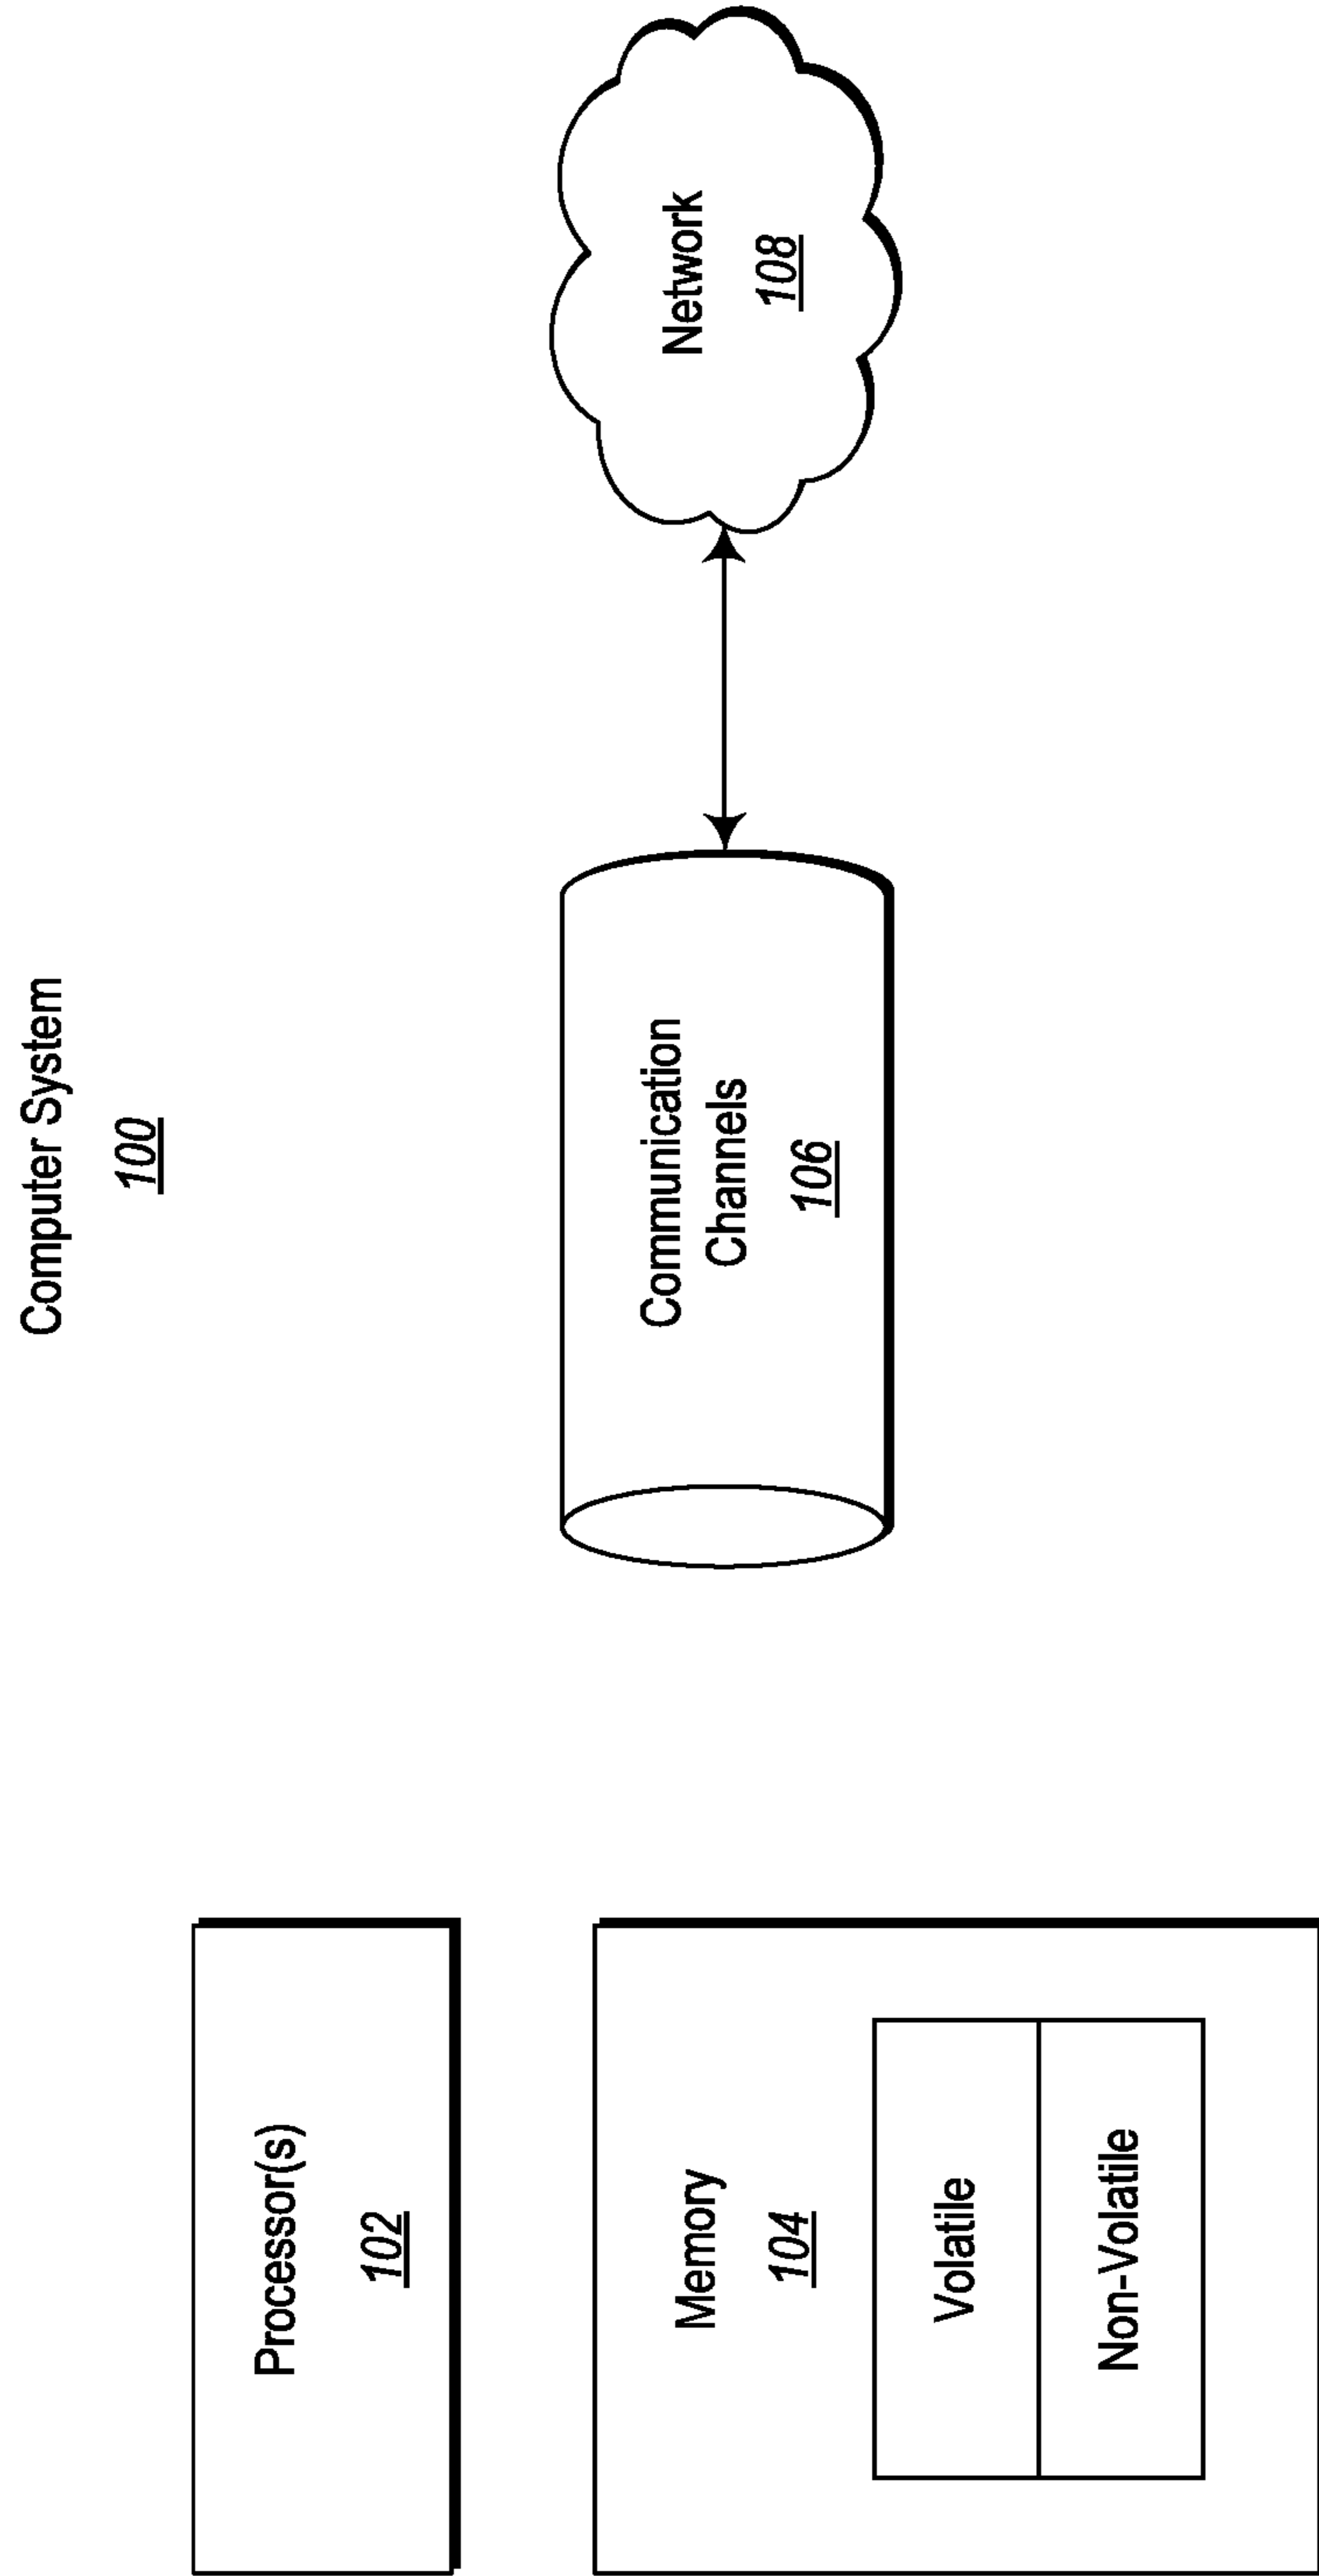 Computer System
100
Processor(s)
102
Memory
104
Volatile
Non-Volatile
Communication
Channels
106
Network
108